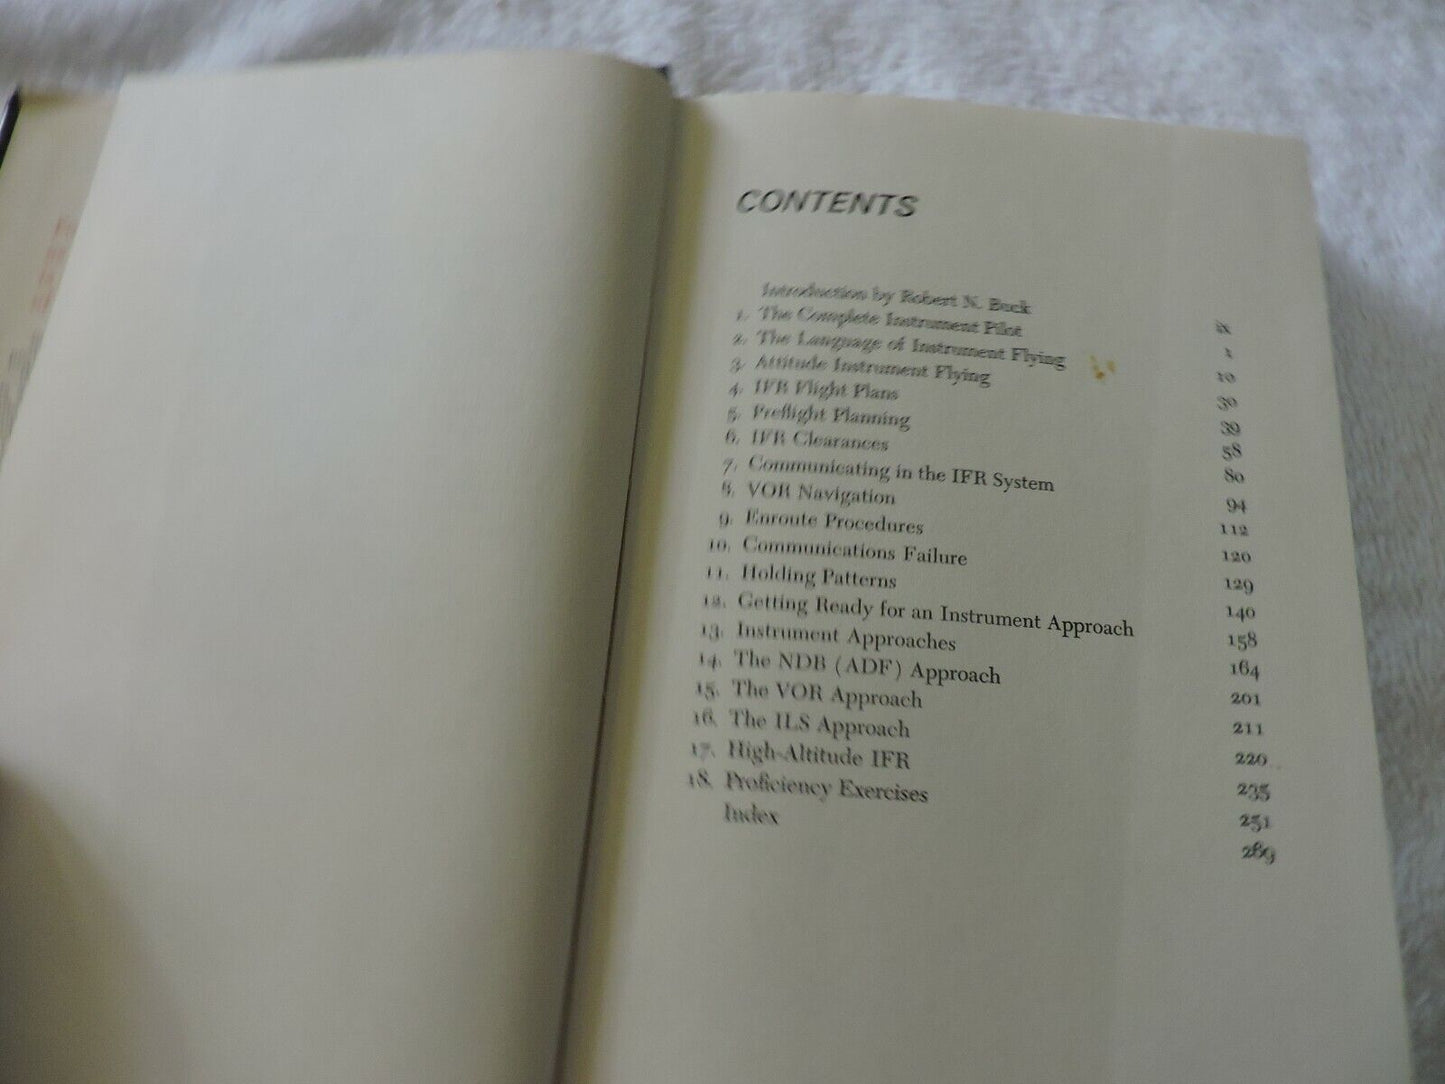 CONTENTS
Introduction by Robert N. Buck ix
1. The Complete Instrument Pilot 1
2. The Language of Instrument Flying 10
3. Attitude Instrument Flying 30
4. IFR Flight Plans 39
5. Preflight Planning 58
6. IFR Clearances 80
7. Communicating in the IFR System 94
8. VOR Navigation 112
9. Enroute Procedures 120
10. Communications Failure 129
11. Holding Patterns 140
12. Getting Ready for an Instrument Approach 158
13. Instrument Approaches 164
14. The NDB (ADF) Approach 201
15. The VOR Approach 211
16. The ILS Approach 220
17. High-Altitude IFR 235
18. Proficiency Exercises 251
Index 269